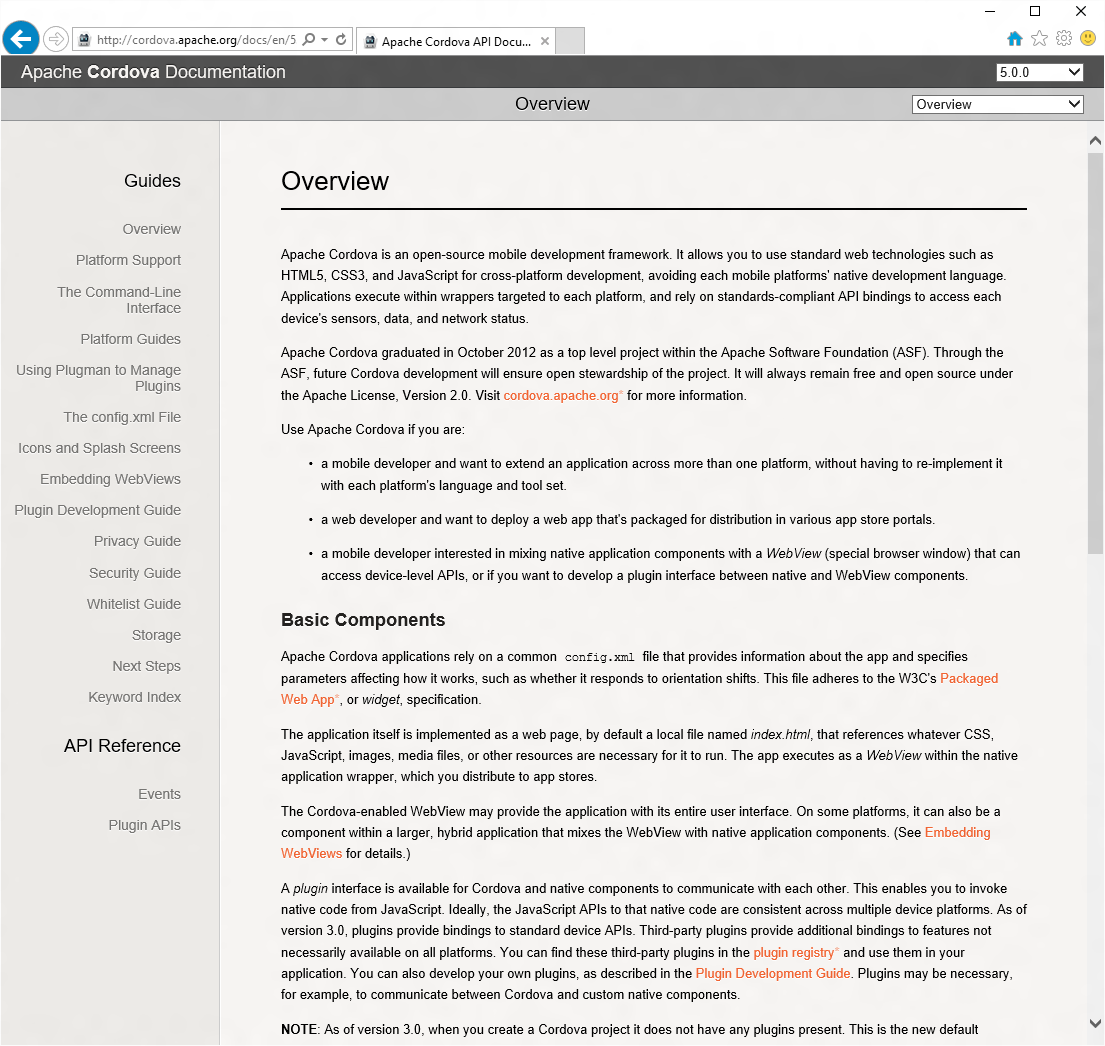 http://cordova.apache.org/docs/en/5
Apache Cordova API Docu...
Apache Cordova Documentation
5.0.0
Overview
Overview
Guides
Overview
Platform Support
The Command-Line
Interface
Platform Guides
Using Plugman to Manage
Plugins
The config.xml File
Icons and Splash Screens
Embedding WebViews
Plugin Development Guide
Privacy Guide
Security Guide
Whitelist Guide
Storage
Next Steps
Keyword Index
API Reference
Events
Plugin APIs
Overview
Apache Cordova is an open-source mobile development framework. It allows you to use standard web technologies such as
HTML5, CSS3, and JavaScript for cross-platform development, avoiding each mobile platforms' native development language.
Applications execute within wrappers targeted to each platform, and rely on standards-compliant API bindings to access each
device's sensors, data, and network status.
Apache Cordova graduated in October 2012 as a top level project within the Apache Software Foundation (ASF). Through the
ASF, future Cordova development will ensure open stewardship of the project. It will always remain free and open source under
the Apache License, Version 2.0. Visit cordova.apache.org* for more information.
Use Apache Cordova if you are:
• a mobile developer and want to extend an application across more than one platform, without having to re-implement it
with each platform's language and tool set.
• a web developer and want to deploy a web app that's packaged for distribution in various app store portals.
• a mobile developer interested in mixing native application components with a WebView (special browser window) that can
access device-level APIs, or if you want to develop a plugin interface between native and WebView components.
Basic Components
Apache Cordova applications rely on a common config.xml file that provides information about the app and specifies
parameters affecting how it works, such as whether it responds to orientation shifts. This file adheres to the W3C's Packaged
Web App*, or widget, specification.
The application itself is implemented as a web page, by default a local file named index.html, that references whatever CSS,
JavaScript, images, media files, or other resources are necessary for it to run. The app executes as a WebView within the native
application wrapper, which you distribute to app stores.
The Cordova-enabled WebView may provide the application with its entire user interface. On some platforms, it can also be a
component within a larger, hybrid application that mixes the WebView with native application components. (See Embedding
WebViews for details.)
A plugin interface is available for Cordova and native components to communicate with each other. This enables you to invoke
native code from JavaScript. Ideally, the JavaScript APIs to that native code are consistent across multiple device platforms. As of
version 3.0, plugins provide bindings to standard device APIs. Third-party plugins provide additional bindings to features not
necessarily available on all platforms. You can find these third-party plugins in the plugin registry* and use them in your
application. You can also develop your own plugins, as described in the Plugin Development Guide. Plugins may be necessary,
for example, to communicate between Cordova and custom native components.
NOTE: As of version 3.0, when you create a Cordova project it does not have any plugins present. This is the new default